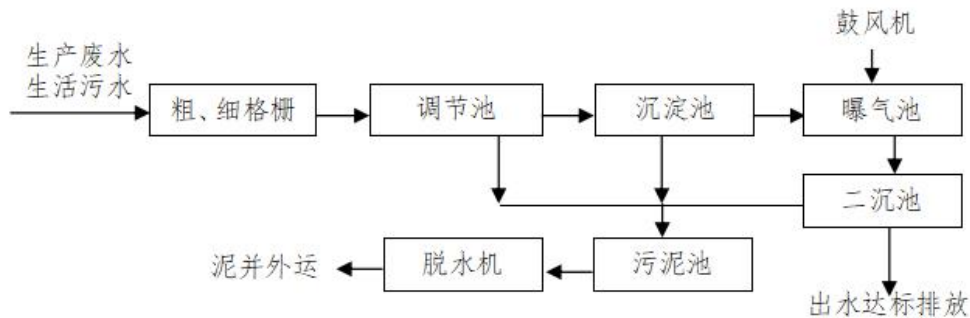 鼓风机
生产废水
生活污水
粗、细格栅
调节池
沉淀池
曝气池
二沉池
泥并外运
脱水机
污泥池
出水达标排放